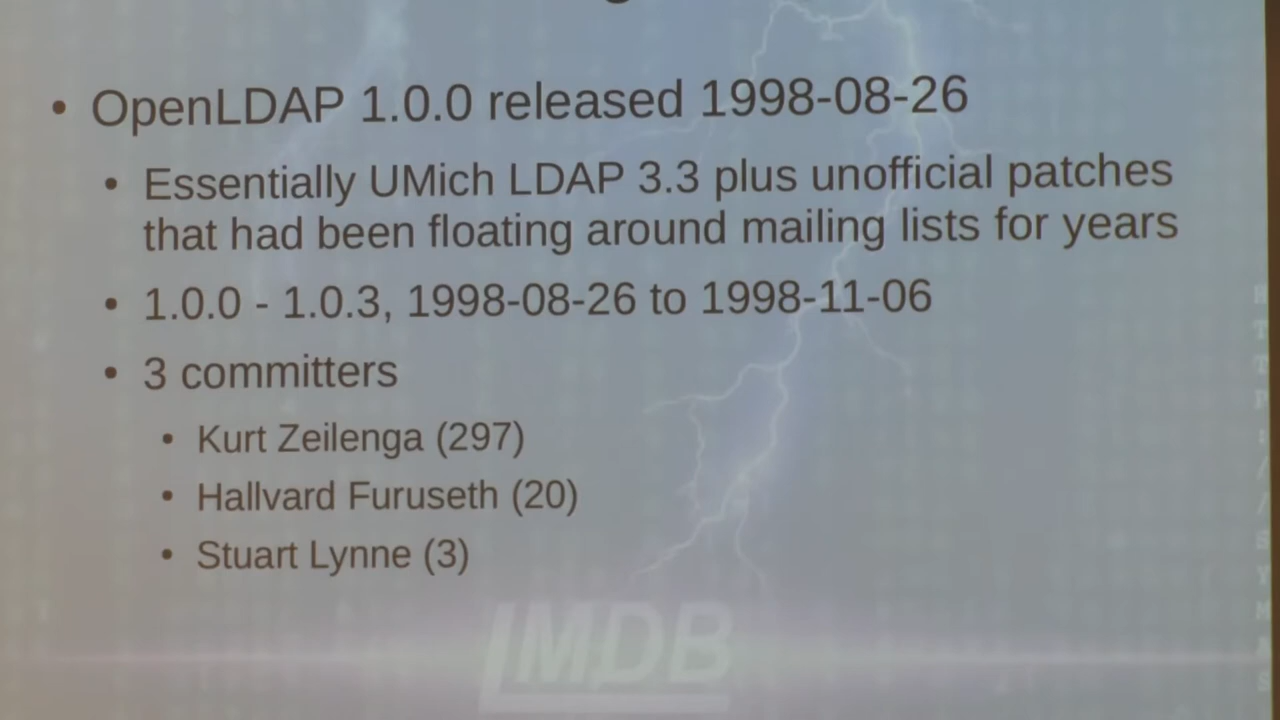 • OpenLDAP 1.0.0 released 1998-08-26
• Essentially UMich LDAP 3.3 plus unofficial patches
that had been floating around mailing lists for years
• 1.0.0 - 1.0.3, 1998-08-26 to 1998-11-06
• 3 committers
• Kurt Zeilenga (297)
• Hallvard Furuseth (20)
• Stuart Lynne (3)
LMDB